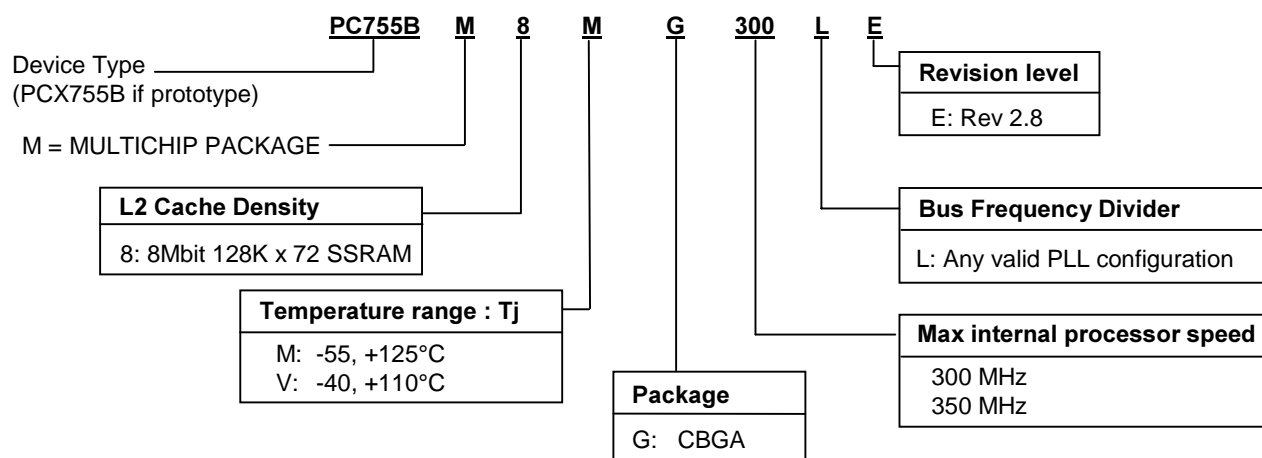 PC755B M 8 M G 300 L E
Device Type
(PCX755B if prototype)
M = MULTICHIP PACKAGE
L2 Cache Density
8: 8Mbit 128K x 72 SSRAM
Temperature range : Tj
M: -55, +125°C
V: -40, +110°C
Package
G: CBGA
Revision level
E: Rev 2.8
Bus Frequency Divider
L: Any valid PLL configuration
Max internal processor speed
300 MHz
350 MHz